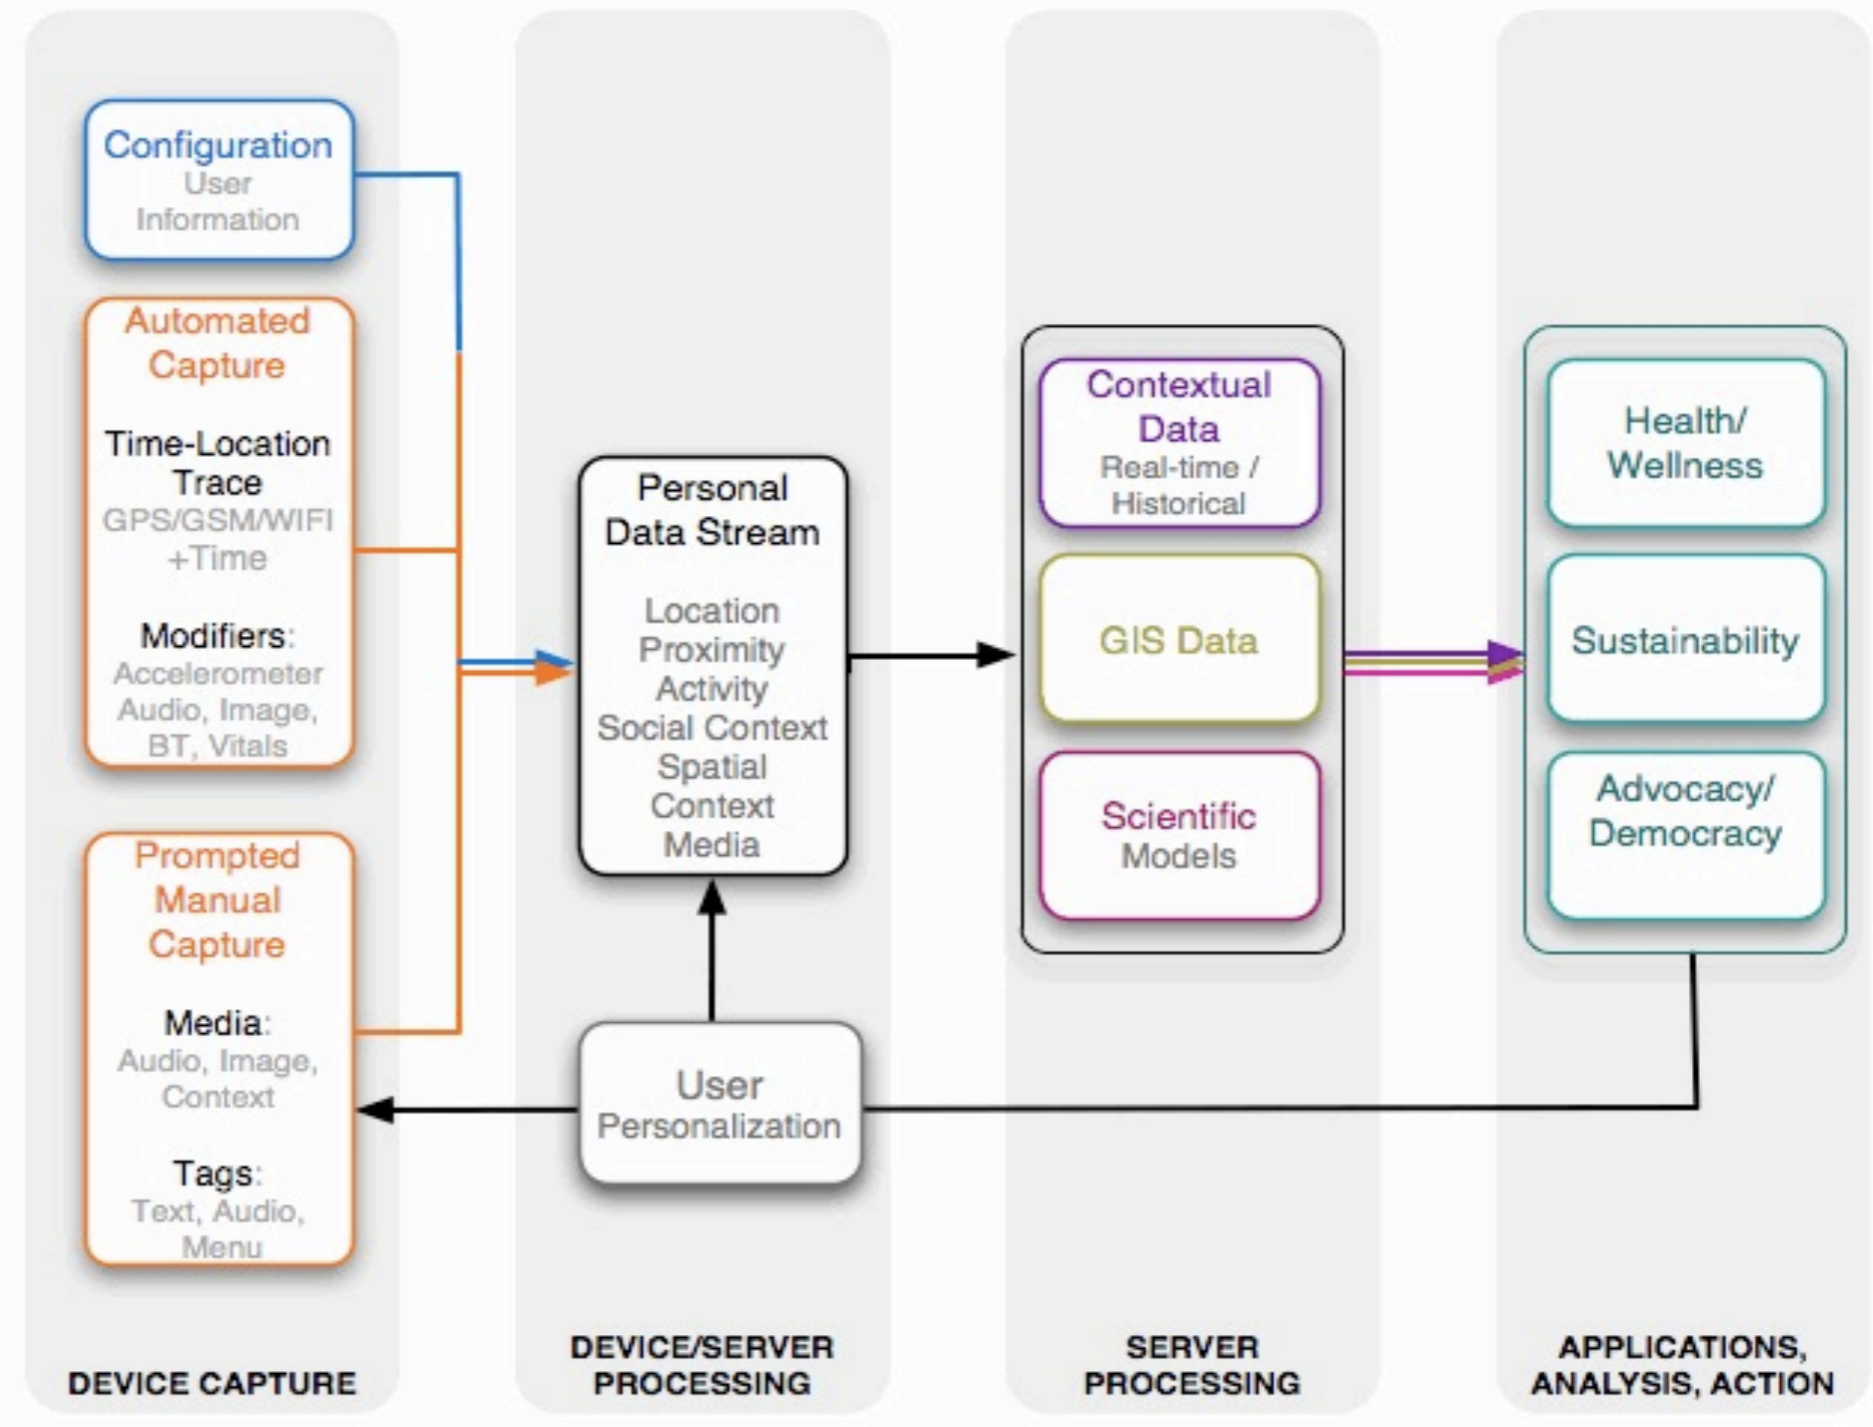 Configuration
User
Information
Automated
Capture
Time-Location
Trace
GPS/GSM/WIFI
+Time
Modifiers:
Accelerometer
Audio, Image,
BT, Vitals
Prompted
Manual
Capture
Media:
Audio, Image,
Context
Tags:
Text, Audio,
Menu
DEVICE CAPTURE
Personal
Data Stream
Location
Proximity
Activity
Social Context
Spatial
Context
Media
User
Personalization
DEVICE/SERVER
PROCESSING
Contextual
Data
Real-time /
Historical
GIS Data
Scientific
Models
SERVER
PROCESSING
Health/
Wellness
Sustainability
Advocacy/
Democracy
APPLICATIONS,
ANALYSIS, ACTION